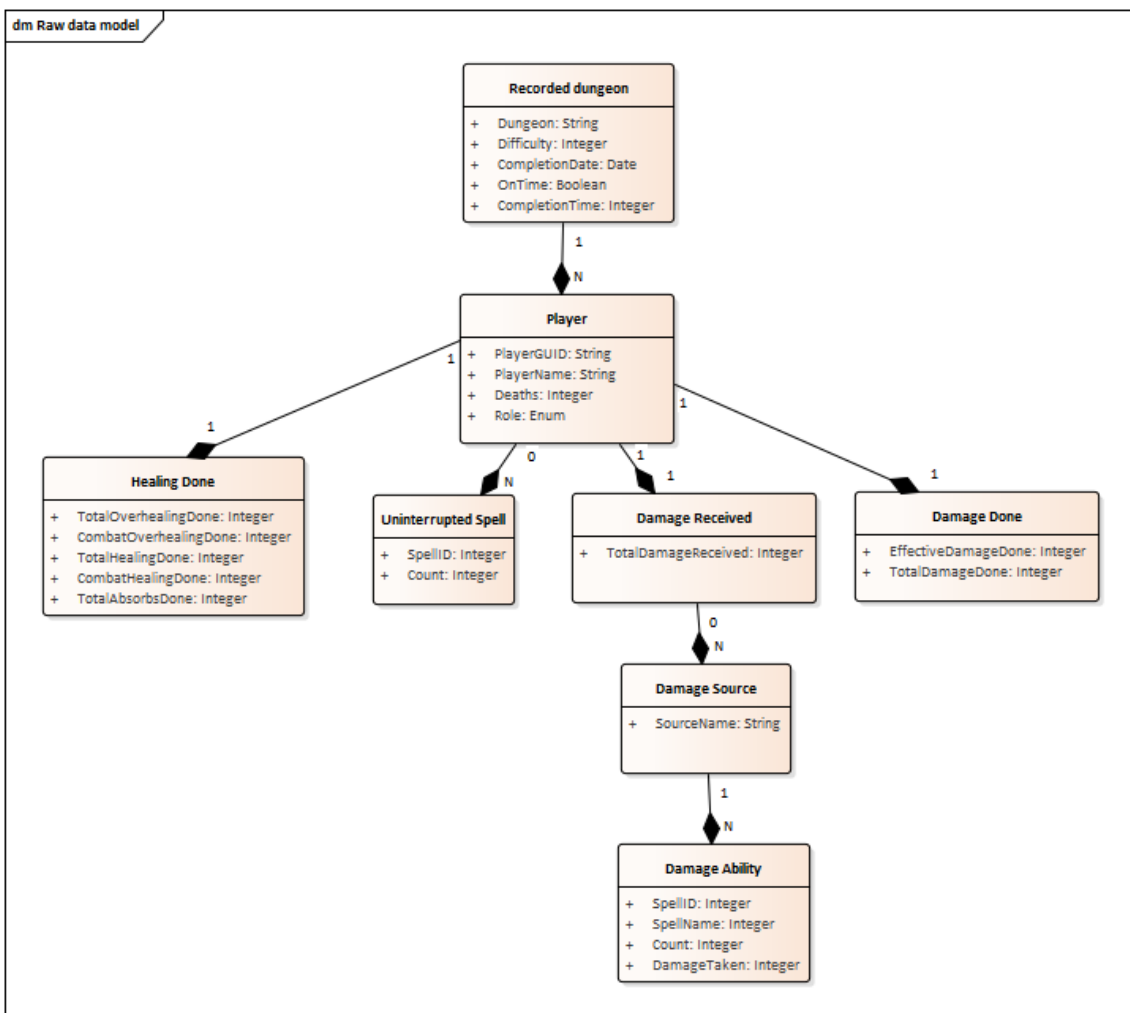 dm Raw data model
Recorded dungeon
+ Dungeon: String
+ Difficulty: Integer
+ CompletionDate: Date
+ OnTime: Boolean
+ CompletionTime: Integer
1
N
Player
+ PlayerGUID: String
+ PlayerName: String
+ Deaths: Integer
+ Role: Enum
1
1
0
N
1
1
1
1
Healing Done
+ TotalOverhealingDone: Integer
+ CombatOverhealingDone: Integer
+ TotalHealingDone: Integer
+ CombatHealingDone: Integer
+ TotalAbsorbsDone: Integer
Uninterrupted Spell
+ SpellID: Integer
+ Count: Integer
Damage Received
+ TotalDamageReceived: Integer
Damage Done
+ EffectiveDamageDone: Integer
+ TotalDamageDone: Integer
0
N
Damage Source
+ SourceName: String
1
N
Damage Ability
+ SpellID: Integer
+ SpellName: Integer
+ Count: Integer
+ DamageTaken: Integer